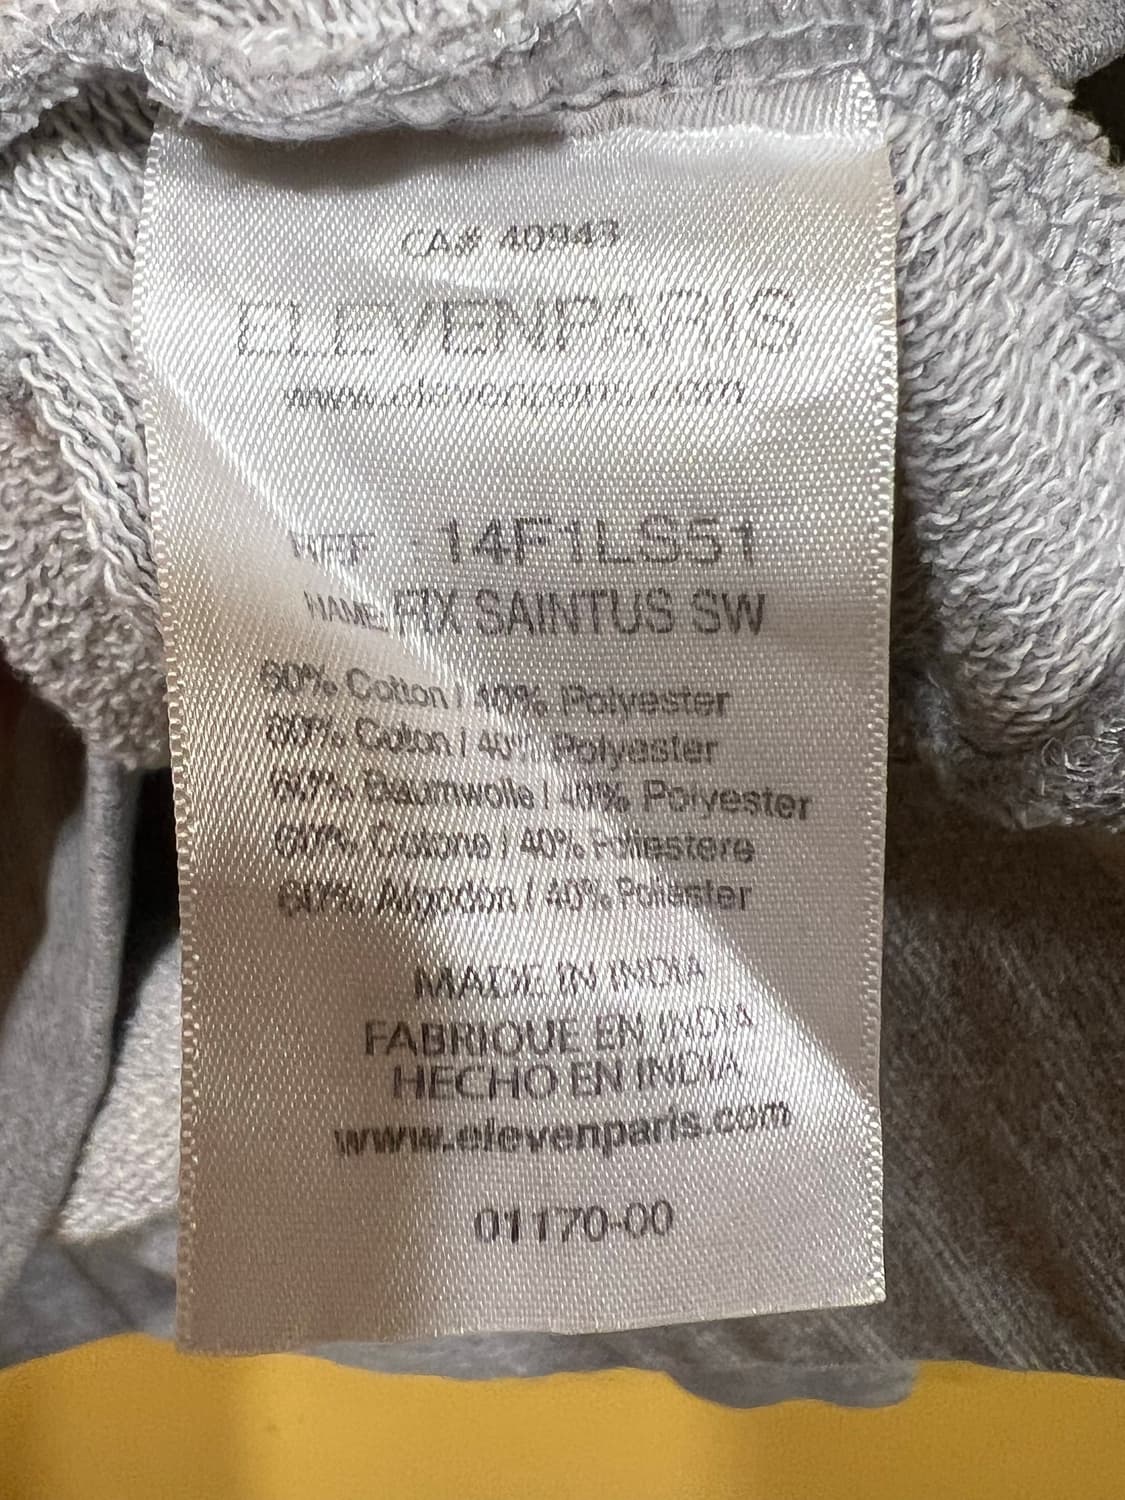 CA# 40943
ELEVENPARIS
www.elevenparis.com
REF : 14F1LS51
NAME FIX SAINTUS SW
60% Cotton / 40% Polyester
60% Coton / 40% Polyester
60% Baumwolle / 40% Polyester
60% Cotone / 40% Poliestere
60% Algodón / 40% Poliester
MADE IN INDIA
FABRIQUE EN INDIA
HECHO EN INDIA
www.elevenparis.com
01170-00